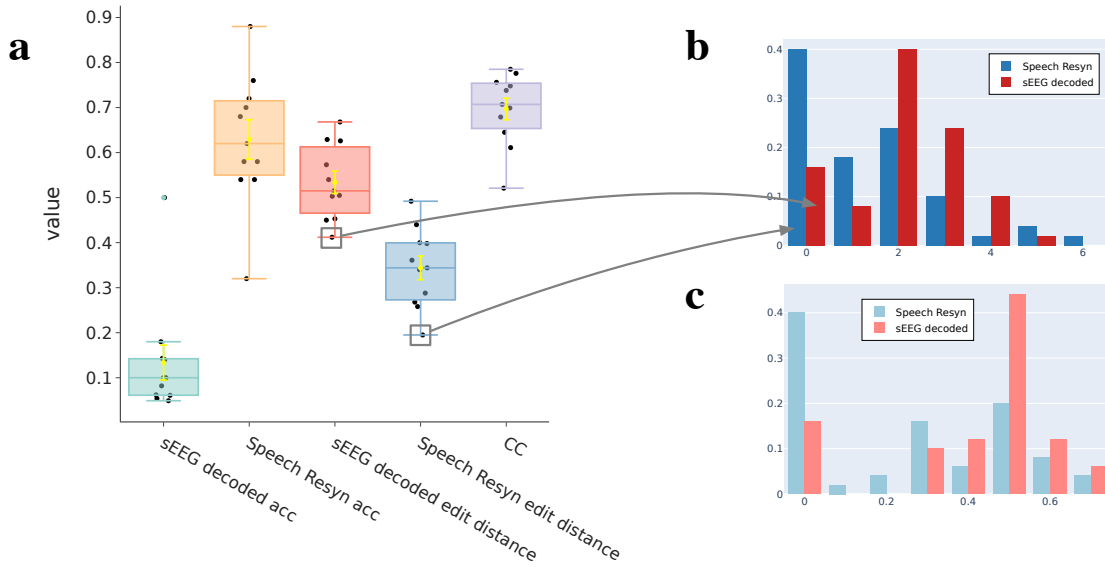 a
0.9
0.8
0.7
0.6
0.5
0.4
0.3
0.2
0.1
value
sEEG decoded acc
Speech Resyn acc
sEEG decoded edit distance
Speech Resyn edit distance
CC
b
0.4
0.3
0.2
0.1
0
0
2
4
6
Speech Resyn
sEEG decoded
c
0.4
0.3
0.2
0.1
0
0
0.2
0.4
0.6
Speech Resyn
sEEG decoded